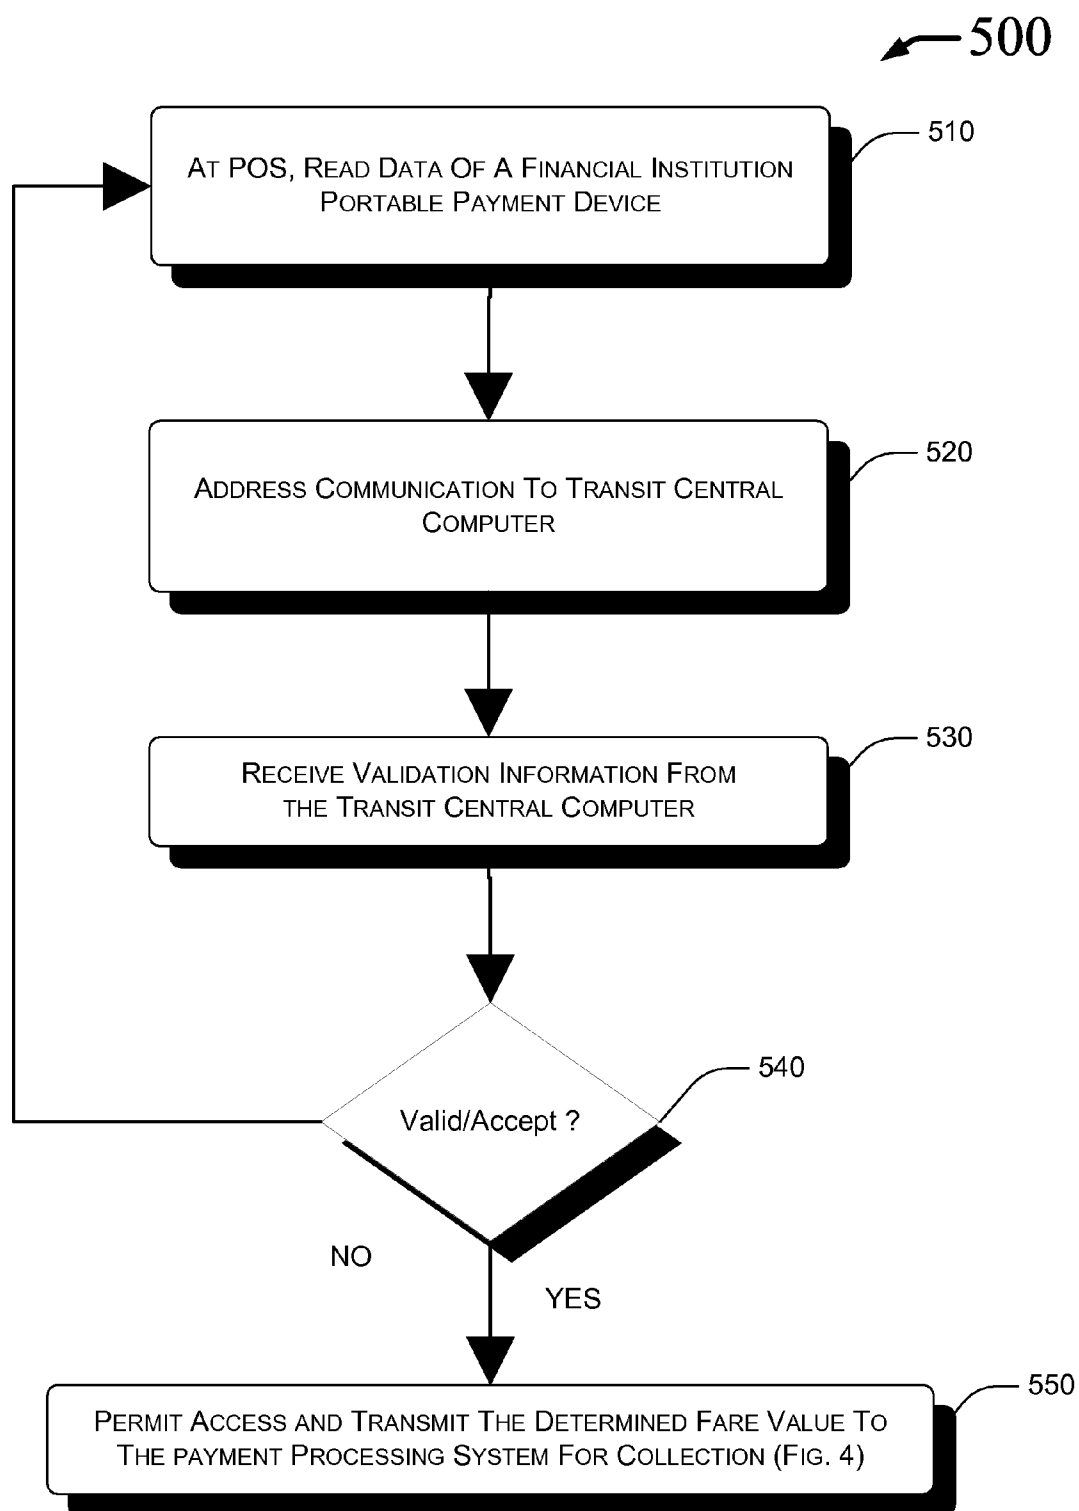 500
510
At POS, Read Data Of A Financial Institution
Portable Payment Device
520
Address Communication To Transit Central
Computer
530
Receive Validation Information From
the Transit Central Computer
540
Valid/Accept ?
NO
YES
550
Permit Access and Transmit The Determined Fare Value To
The payment Processing System For Collection (Fig. 4)